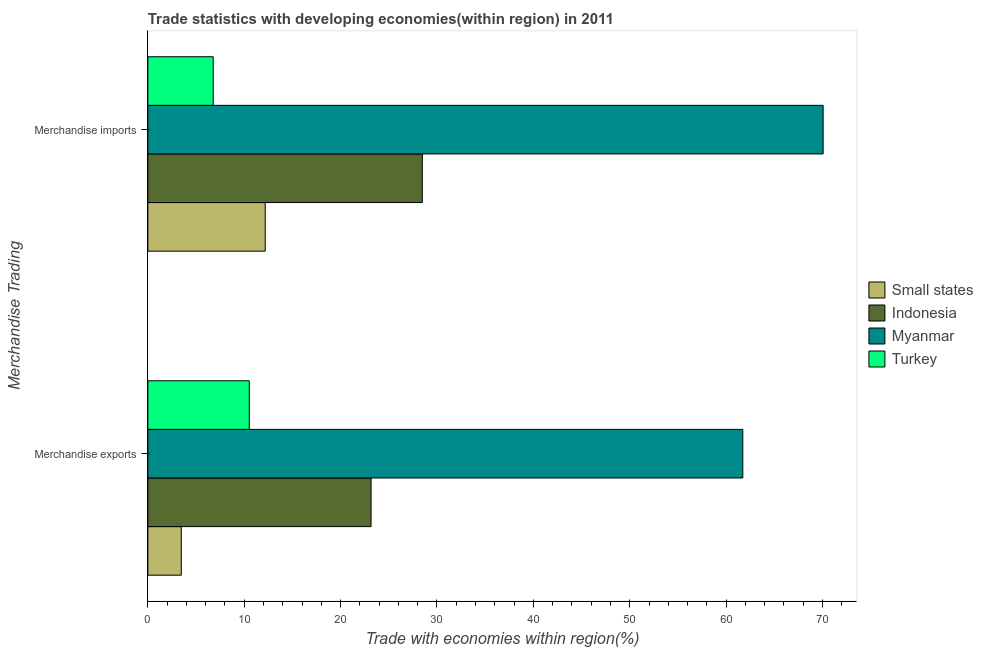 Trade statistics with developing economies(within region) in 2011
Merchandise Trading
Merchandise imports
Merchandise exports
0
10
20
30
40
50
60
70
Trade with economies within region(%)
Small states
Indonesia
Myanmar
Turkey